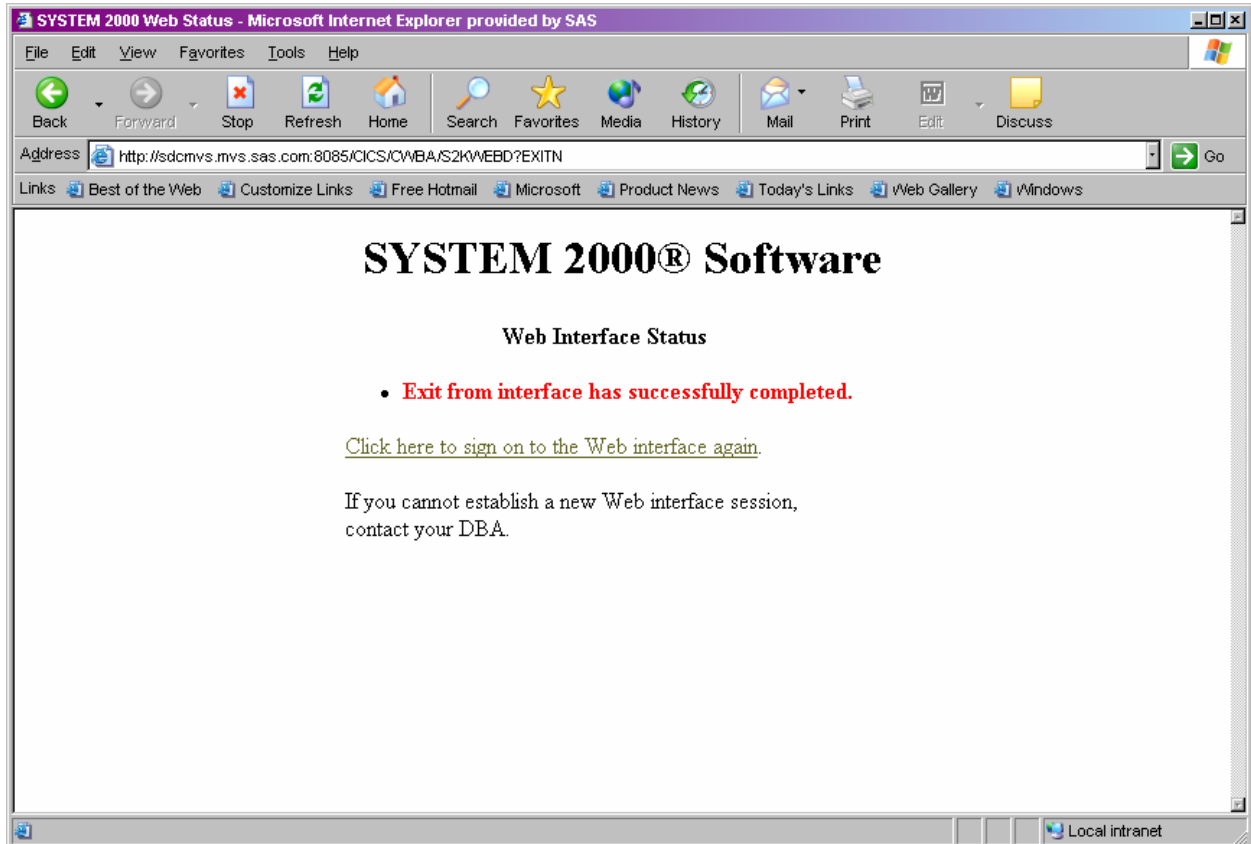 SYSTEM 2000 Web Status - Microsoft Internet Explorer provided by SAS
File Edit View Favorites Tools Help
Back Forward Stop Refresh Home Search Favorites Media History Mail Print Edit Discuss
Address http://sdcmvs.mvs.sas.com:8085/CICS/CWBA/S2KWEBD?EXITN Go
Links Best of the Web Customize Links Free Hotmail Microsoft Product News Today's Links Web Gallery Windows
SYSTEM 2000® Software
Web Interface Status
• Exit from interface has successfully completed.
Click here to sign on to the Web interface again.
If you cannot establish a new Web interface session,
contact your DBA.
Local intranet